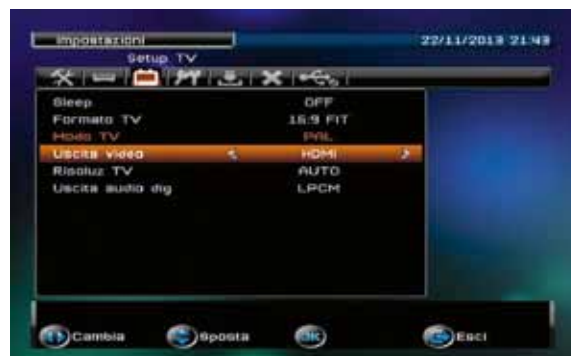 Impostazioni 22/11/2013 21:43
Setup TV
Sleep OFF
Formato TV 16:9 FIT
Modo TV PAL
Uscita video HDMI
Risoluz TV AUTO
Uscita audio dig LPCM
Cambia Sposta OK Esci